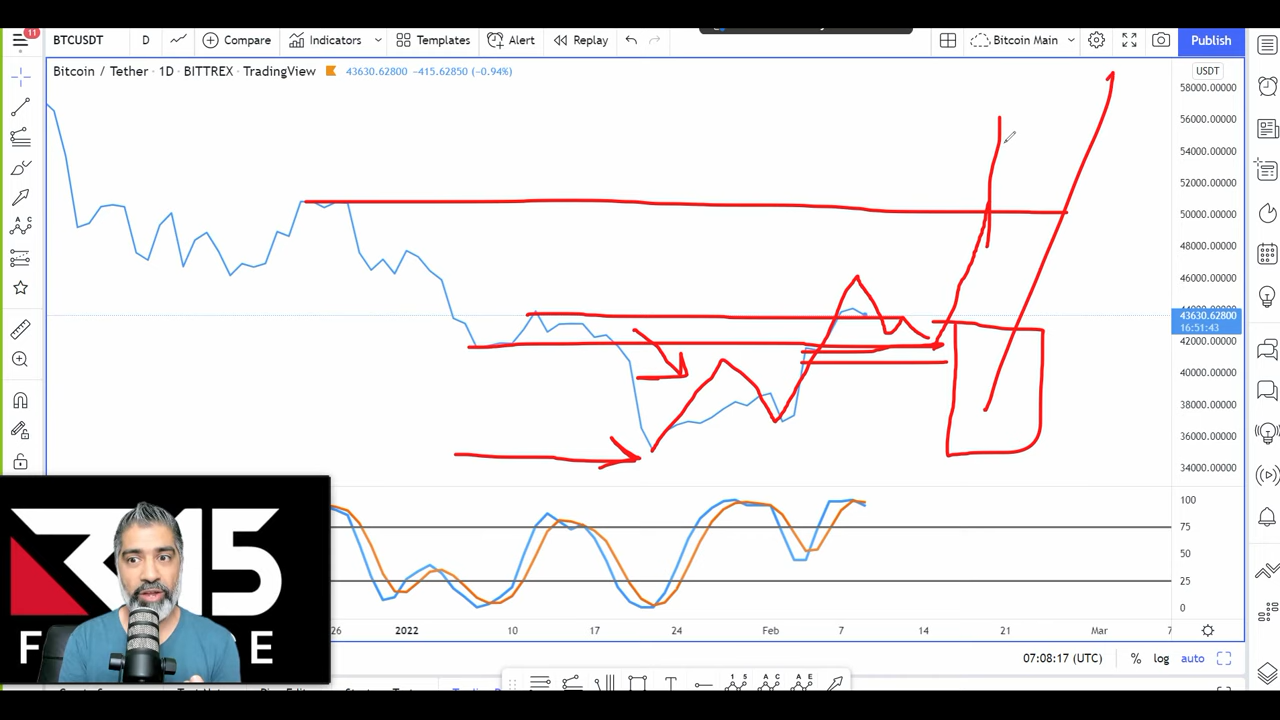 11
BTCUSDT D Compare Indicators Templates Alert Replay Bitcoin Main Publish
Bitcoin / Tether · 1D · BITTREX · TradingView 43630.62800 −415.62850 (−0.94%)
USDT
58000.00000
56000.00000
54000.00000
52000.00000
50000.00000
48000.00000
46000.00000
43630.62800
16:51:43
42000.00000
40000.00000
38000.00000
36000.00000
34000.00000
100
75
50
25
0
26 2022 10 17 24 Feb 7 14 21 Mar 7
R15
F E
07:08:17 (UTC) % log auto